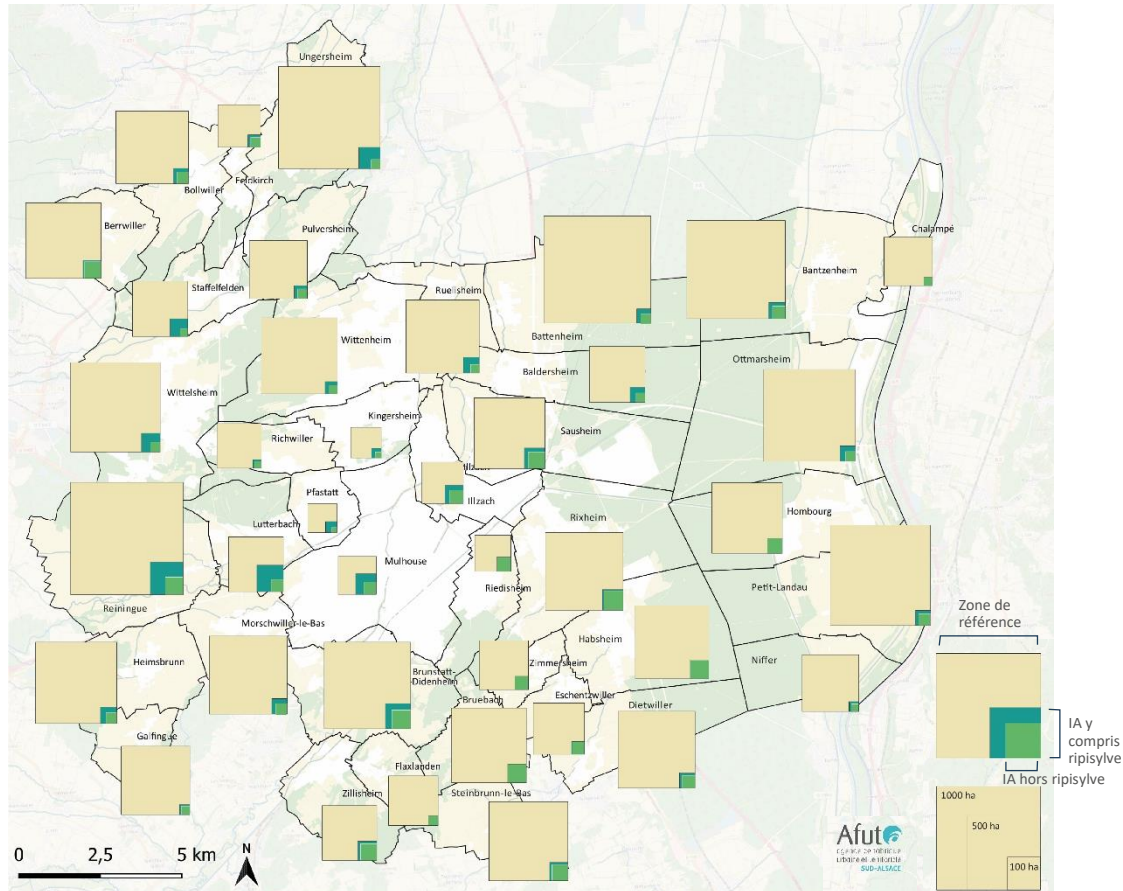 Ungersheim
Feldkirch
Bollwiller
Berrwiller
Pulversheim
Chalampé
Bantzenheim
Staffelfelden
Ruelisheim
Battenheim
Wittenheim
Ottmarsheim
Baldersheim
Wittelsheim
Kingersheim
Richwiller
Sausheim
Illzach
Illzach
Pfastatt
Lutterbach
Rixheim
Hombourg
Mulhouse
Riedisheim
Petit-Landau
Reiningue
Morschwiller-le-Bas
Zone de
référence
Habsheim
Heimsbrunn
Brunstatt-
Didenheim
Zimmersheim
Niffer
Eschentzwiller
Bruebach
Dietwiller
IA y
compris
ripisylve
Galfingue
Flaxlanden
IA hors ripisylve
Zillisheim
Steinbrunn-le-Bas
1000 ha
500 ha
100 ha
Afut
SUD-ALSACE
0 2,5 5 km
N